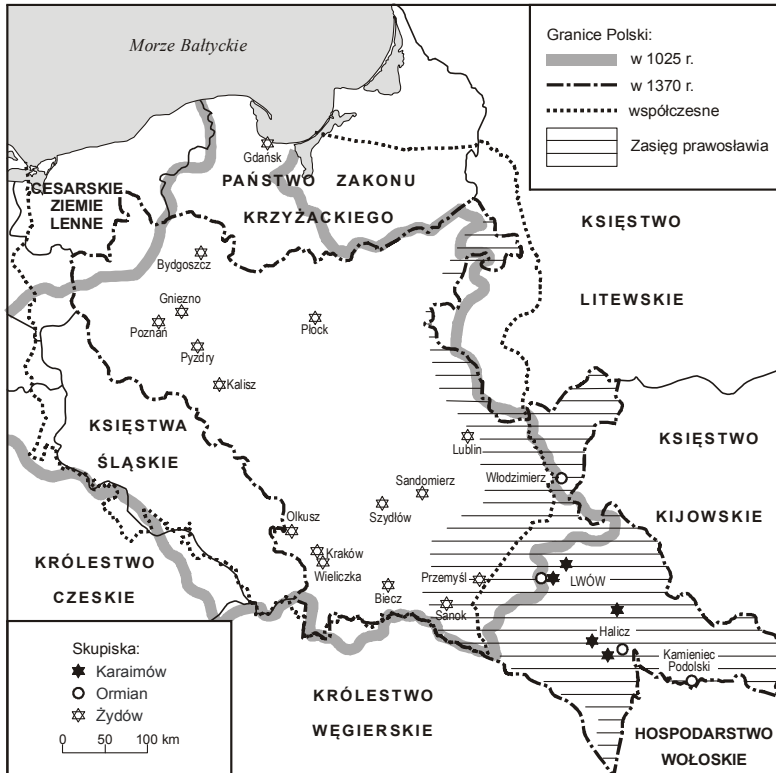 Morze Bałtyckie
Granice Polski:
w 1025 r.
w 1370 r.
współczesne
Zasięg prawosławia
Gdańsk
CESARSKIE
ZIEMIE
LENNE
PAŃSTWO ZAKONU
KRZYŻACKIEGO
KSIĘSTWO
LITEWSKIE
Bydgoszcz
Gniezno
Poznań
Płock
Pyzdry
Kalisz
KSIĘSTWA
ŚLĄSKIE
Lublin
KSIĘSTWO
KIJOWSKIE
Włodzimierz
Sandomierz
Szydłów
Olkusz
Kraków
Wieliczka
Biecz
Przemyśl
Sanok
LWÓW
Halicz
Kamieniec
Podolski
KRÓLESTWO
CZESKIE
KRÓLESTWO
WĘGIERSKIE
HOSPODARSTWO
WOŁOSKIE
Skupiska:
Karaimów
Ormian
Żydów
0 50 100 km